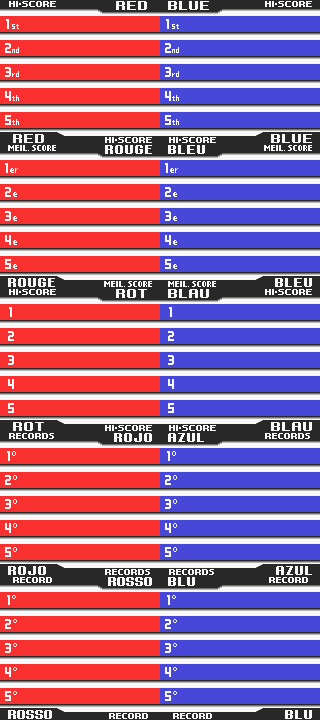 HI-SCORE RED BLUE HI-SCORE
1st 1st
2nd 2nd
3rd 3rd
4th 4th
5th 5th
RED HI-SCORE HI-SCORE BLUE
MEIL. SCORE ROUGE BLEU MEIL. SCORE
1er 1er
2e 2e
3e 3e
4e 4e
5e 5e
ROUGE MEIL. SCORE MEIL. SCORE BLEU
HI-SCORE ROT BLAU HI-SCORE
1 1
2 2
3 3
4 4
5 5
ROT HI-SCORE HI-SCORE BLAU
RECORDS ROJO AZUL RECORDS
1° 1°
2° 2°
3° 3°
4° 4°
5° 5°
ROJO RECORDS RECORDS AZUL
RECORD ROSSO BLU RECORD
1° 1°
2° 2°
3° 3°
4° 4°
5° 5°
ROSSO RECORD RECORD BLU